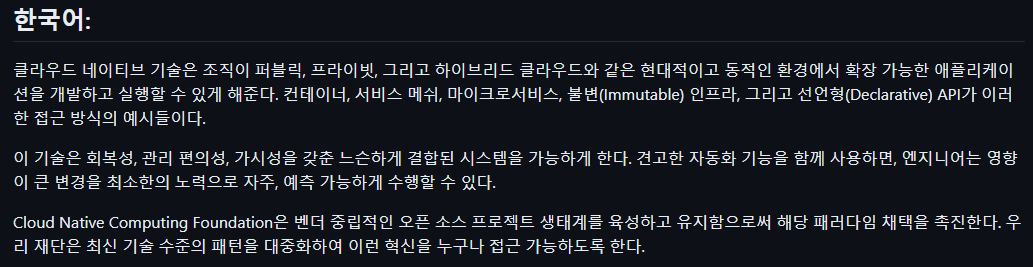 한국어:
클라우드 네이티브 기술은 조직이 퍼블릭, 프라이빗, 그리고 하이브리드 클라우드와 같은 현대적이고 동적인 환경에서 확장 가능한 애플리케이
션을 개발하고 실행할 수 있게 해준다. 컨테이너, 서비스 메쉬, 마이크로서비스, 불변(Immutable) 인프라, 그리고 선언형(Declarative) API가 이러
한 접근 방식의 예시들이다.
이 기술은 회복성, 관리 편의성, 가시성을 갖춘 느슨하게 결합된 시스템을 가능하게 한다. 견고한 자동화 기능을 함께 사용하면, 엔지니어는 영향
이 큰 변경을 최소한의 노력으로 자주, 예측 가능하게 수행할 수 있다.
Cloud Native Computing Foundation은 벤더 중립적인 오픈 소스 프로젝트 생태계를 육성하고 유지함으로써 해당 패러다임 채택을 촉진한다. 우
리 재단은 최신 기술 수준의 패턴을 대중화하여 이런 혁신을 누구나 접근 가능하도록 한다.